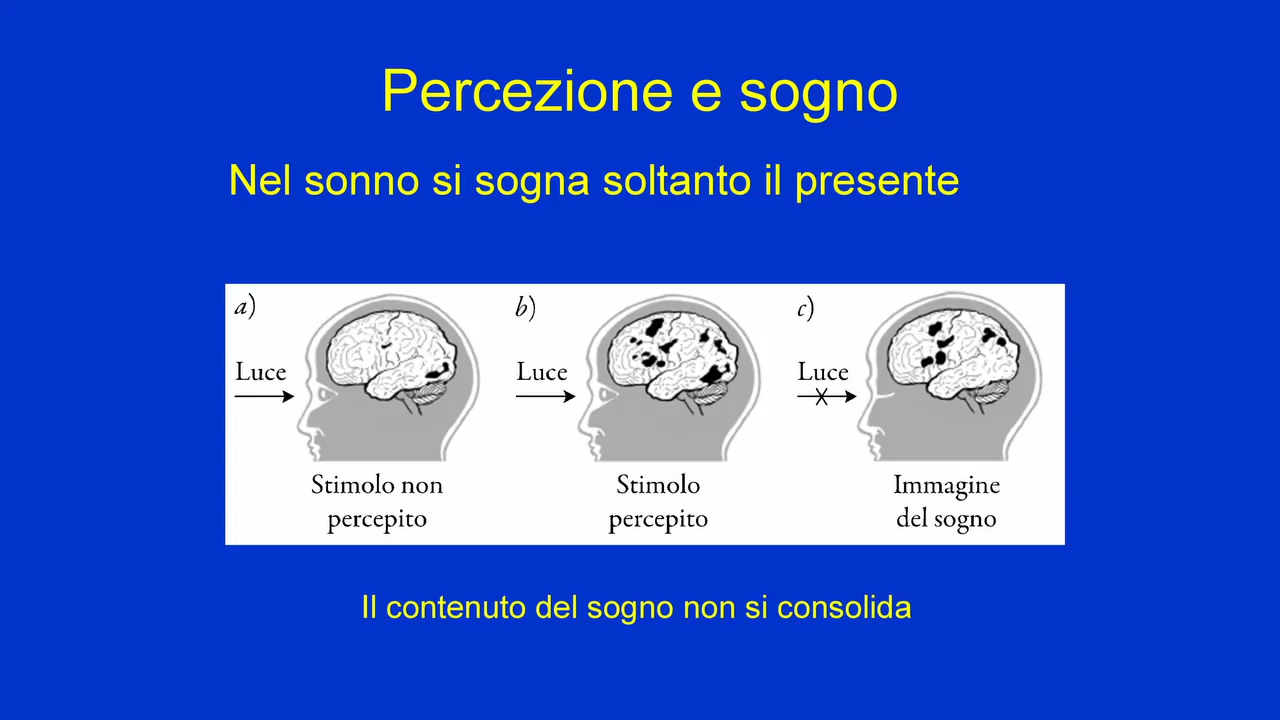 Percezione e sogno
Nel sonno si sogna soltanto il presente
a)
Luce
Stimolo non
percepito
b)
Luce
Stimolo
percepito
c)
Luce
Immagine
del sogno
Il contenuto del sogno non si consolida